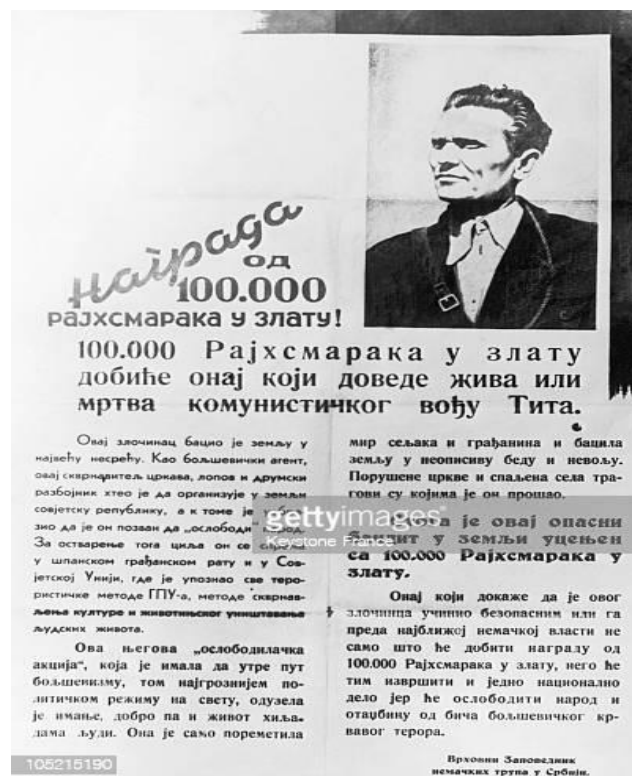 Награда
од
100.000
РАЈХСМАРАКА У ЗЛАТУ!
100.000 Рајхсмарака у злату
добиће онај који доведе жива или
мртва комунистичког вођу Тита.
Овај злочинац бацио је земљу у
највећу несрећу. Као бољшевички агент,
овај скрнавитељ цркава, лопов и друмски
разбојник хтео је да организује у земљи
совјетску републику, а к томе је уобра-
зио да је он позван да „ослободи“
За остварење тога циља он се
у шпанском грађанском рату и у Сов-
јетској Унији, где је упознао све теро-
ристичке методе ГПУ-а, методе скврнав-
љења културе и животињског уништавања
људских живота.
Ова његова „ослободилачка
акција“, која је имала да утре пут
бољшевизму, том најгрознијем по-
литичком режиму на свету, одузела
је имање, добро па и живот хиља-
дама људи. Она је само пореметила
мир сељака и грађанина и бацила
земљу у неописиву беду и невољу.
Порушене цркве и спаљена села тра-
гови су којима је он прошао.
је овај опасни
бандит у земљи уцењен
са 100.000 Рајхсмарака у
злату.
Онај који докаже да је овог
злочинца учинио безопасним или га
преда најближој немачкој власти не
само што ће добити награду од
100.000 Рајхсмарака у злату, него ће
тим извршити и једно национално
дело јер ће ослободити народ и
отаџбину од бича бољшевичког кр-
вавог терора.
Врховни Заповедник
немачких трупа у Србији.
gettyimages
Keystone France
1052215190